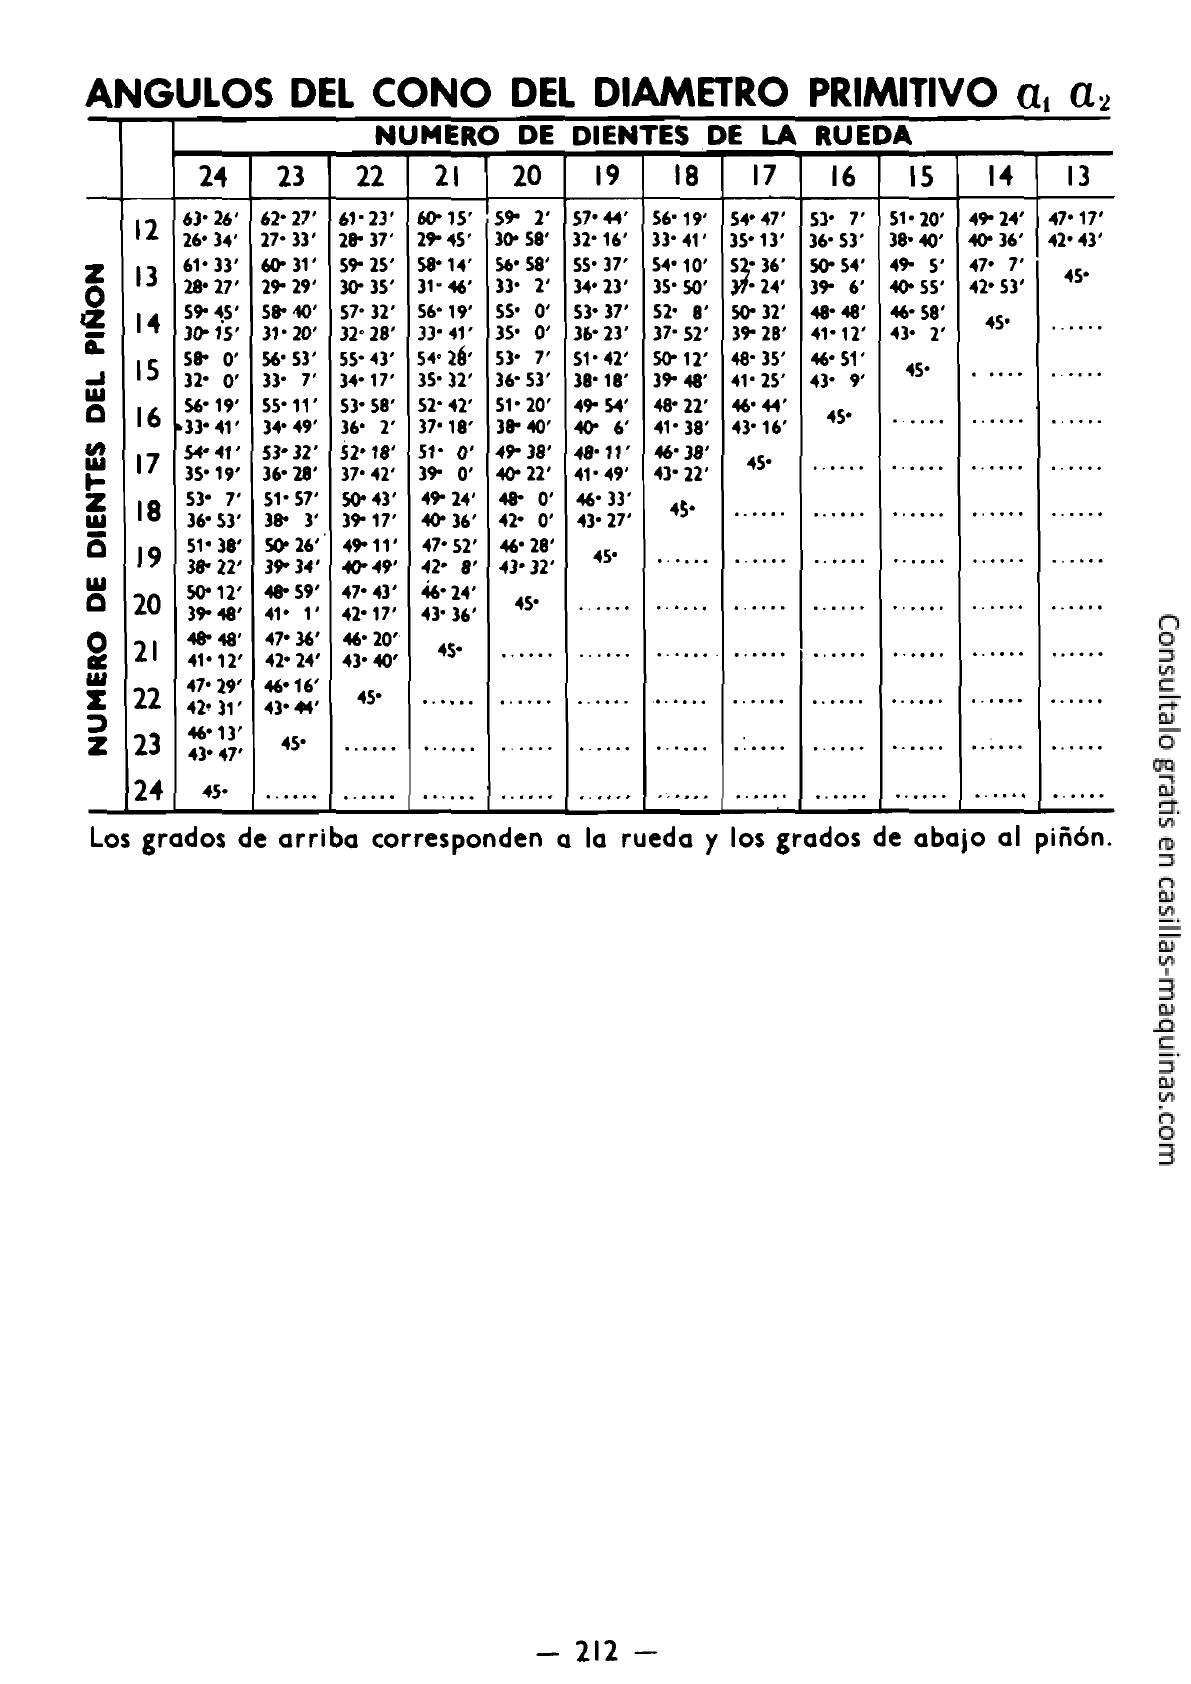 ANGULOS DEL CONO DEL DIAMETRO PRIMITIVO α₁ α₂
NUMERO DE DIENTES DE LA RUEDA
24 23 22 21 20 19 18 17 16 15 14 13
NUMERO DE DIENTES DEL PIÑON
12 63° 26' 62° 27' 61° 23' 60° 15' 59° 2' 57° 44' 56° 19' 54° 47' 53° 7' 51° 20' 49° 24' 47° 17'
26° 34' 27° 33' 28° 37' 29° 45' 30° 58' 32° 16' 33° 41' 35° 13' 36° 53' 38° 40' 40° 36' 42° 43'
13 61° 33' 60° 31' 59° 25' 58° 14' 56° 58' 55° 37' 54° 10' 52° 36' 50° 54' 49° 5' 47° 7' 45°
28° 27' 29° 29' 30° 35' 31° 46' 33° 2' 34° 23' 35° 50' 37° 24' 39° 6' 40° 55' 42° 53'
14 59° 45' 58° 40' 57° 32' 56° 19' 55° 0' 53° 37' 52° 8' 50° 32' 48° 48' 46° 58' 45° ......
30° 15' 31° 20' 32° 28' 33° 41' 35° 0' 36° 23' 37° 52' 39° 28' 41° 12' 43° 2'
15 58° 0' 56° 53' 55° 43' 54° 28' 53° 7' 51° 42' 50° 12' 48° 35' 46° 51' 45° ...... ......
32° 0' 33° 7' 34° 17' 35° 32' 36° 53' 38° 18' 39° 48' 41° 25' 43° 9'
16 56° 19' 55° 11' 53° 58' 52° 42' 51° 20' 49° 54' 48° 22' 46° 44' 45° ...... ...... ......
33° 41' 34° 49' 36° 2' 37° 18' 38° 40' 40° 6' 41° 38' 43° 16'
17 54° 41' 53° 32' 52° 18' 51° 0' 49° 38' 48° 11' 46° 38' 45° ...... ...... ...... ......
35° 19' 36° 28' 37° 42' 39° 0' 40° 22' 41° 49' 43° 22'
18 53° 7' 51° 57' 50° 43' 49° 24' 48° 0' 46° 33' 45° ...... ...... ...... ...... ......
36° 53' 38° 3' 39° 17' 40° 36' 42° 0' 43° 27'
19 51° 38' 50° 26' 49° 11' 47° 52' 46° 28' 45° ...... ...... ...... ...... ...... ......
38° 22' 39° 34' 40° 49' 42° 8' 43° 32'
20 50° 12' 48° 59' 47° 43' 46° 24' 45° ...... ...... ...... ...... ...... ...... ......
39° 48' 41° 1' 42° 17' 43° 36'
21 48° 48' 47° 36' 46° 20' 45° ...... ...... ...... ...... ...... ...... ...... ......
41° 12' 42° 24' 43° 40'
22 47° 29' 46° 16' 45° ...... ...... ...... ...... ...... ...... ...... ...... ......
42° 31' 43° 44'
23 46° 13' 45° ...... ...... ...... ...... ...... ...... ...... ...... ...... ......
43° 47'
24 45° ...... ...... ...... ...... ...... ...... ...... ...... ...... ...... ......
Los grados de arriba corresponden a la rueda y los grados de abajo al piñón.
Consultalo gratis en casillas-maquinas.com
— 212 —